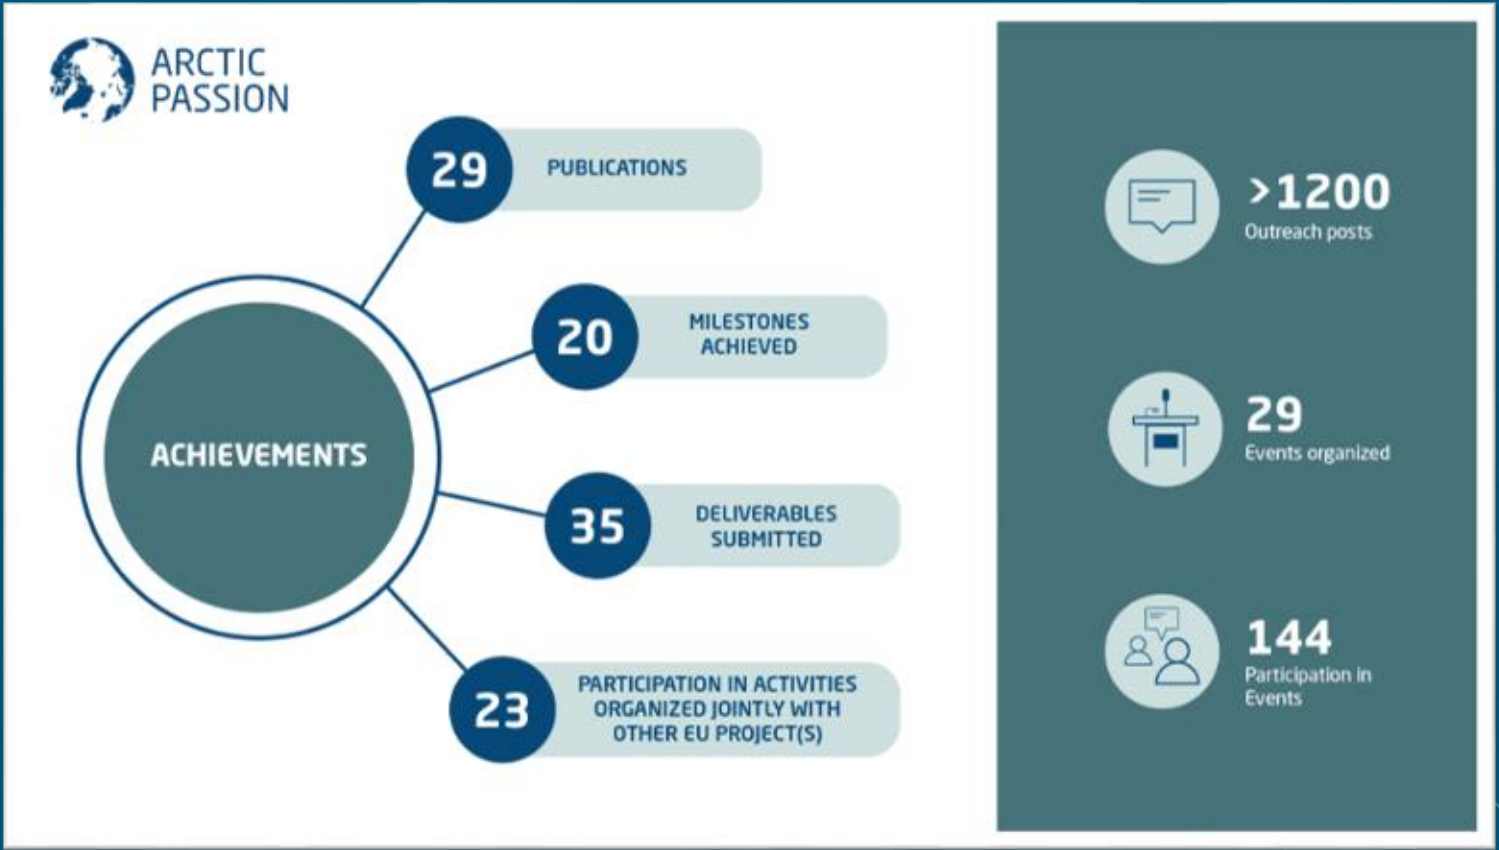 ARCTIC
PASSION
29
PUBLICATIONS
20
MILESTONES
ACHIEVED
ACHIEVEMENTS
35
DELIVERABLES
SUBMITTED
23
PARTICIPATION IN ACTIVITIES
ORGANIZED JOINTLY WITH
OTHER EU PROJECT(S)
>1200
Outreach posts
29
Events organized
144
Participation in
Events